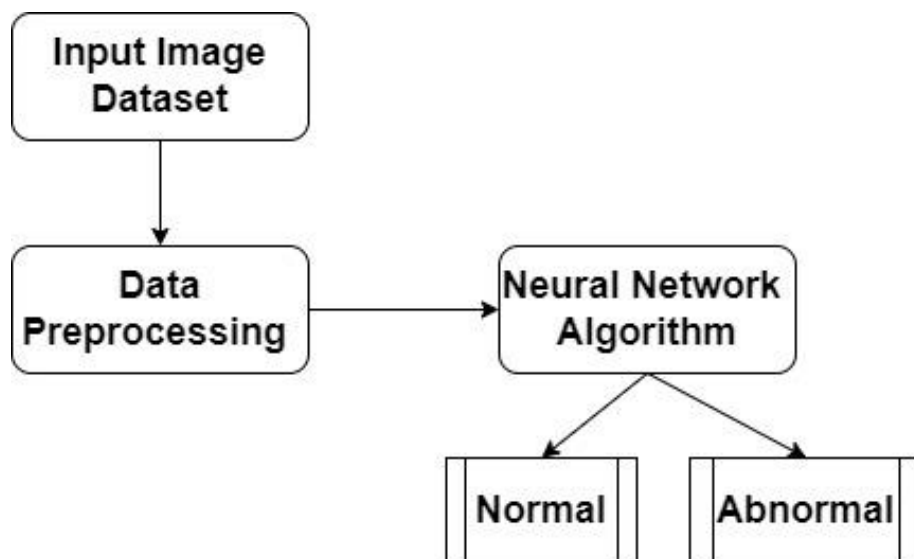 Input Image
Dataset
Data
Preprocessing
Neural Network
Algorithm
Normal
Abnormal